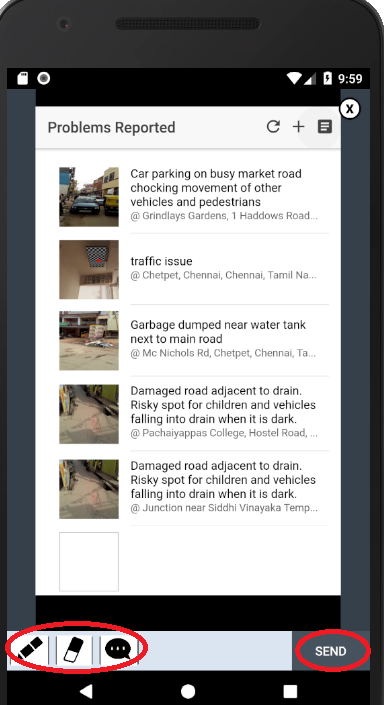 9:59
X
Problems Reported
Car parking on busy market road
chocking movement of other
vehicles and pedestrians
@ Grindlays Gardens, 1 Haddows Road...
traffic issue
@ Chetpet, Chennai, Chennai, Tamil Na...
Garbage dumped near water tank
next to main road
@ Mc Nichols Rd, Chetpet, Chennai, Ta...
Damaged road adjacent to drain.
Risky spot for children and vehicles
falling into drain when it is dark.
@ Pachaiyappas College, Hostel Road, ...
Damaged road adjacent to drain.
Risky spot for children and vehicles
falling into drain when it is dark.
@ Junction near Siddhi Vinayaka Temp...
SEND